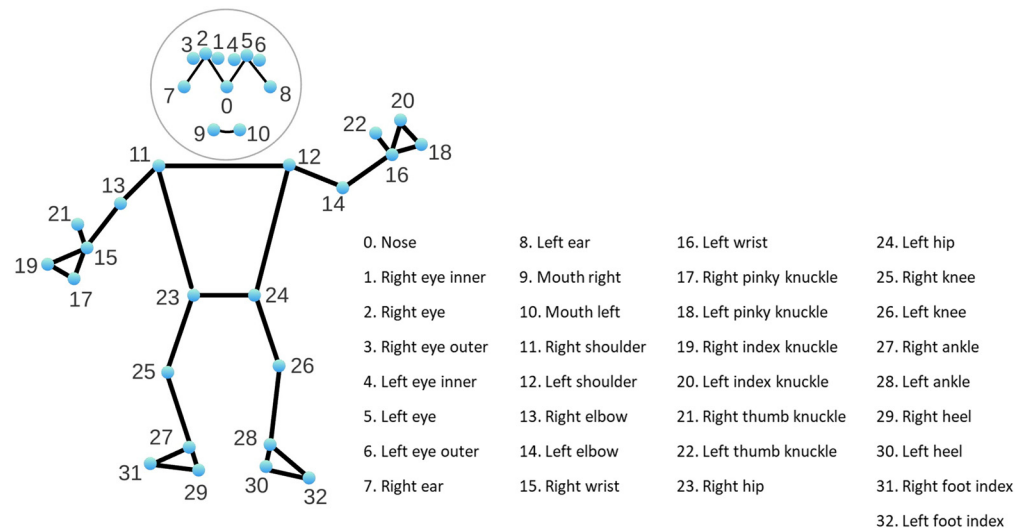 3 2 1 4 5 6
7 0 8
9 10
20
22
18
11 12
16
13
14
21
15
19
17
0. Nose 8. Left ear 16. Left wrist 24. Left hip
1. Right eye inner 9. Mouth right 17. Right pinky knuckle 25. Right knee
23 24
2. Right eye 10. Mouth left 18. Left pinky knuckle 26. Left knee
3. Right eye outer 11. Right shoulder 19. Right index knuckle 27. Right ankle
25 26
4. Left eye inner 12. Left shoulder 20. Left index knuckle 28. Left ankle
5. Left eye 13. Right elbow 21. Right thumb knuckle 29. Right heel
27 28
6. Left eye outer 14. Left elbow 22. Left thumb knuckle 30. Left heel
31
29 30 32
7. Right ear 15. Right wrist 23. Right hip 31. Right foot index
32. Left foot index